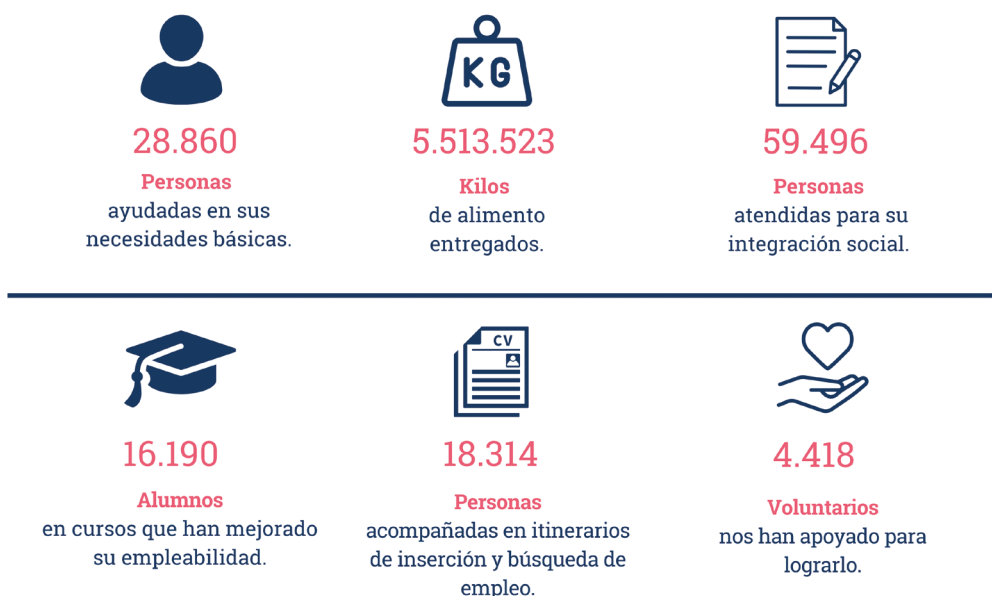 KG
28.860
Personas
ayudadas en sus
necesidades básicas.
5.513.523
Kilos
de alimento
entregados.
59.496
Personas
atendidas para su
integración social.
16.190
Alumnos
en cursos que han mejorado
su empleabilidad.
CV
18.314
Personas
acompañadas en itinerarios
de inserción y búsqueda de
empleo.
4.418
Voluntarios
nos han apoyado para
lograrlo.